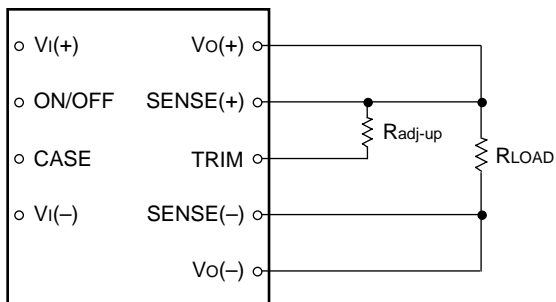 VI(+) VO(+)
ON/OFF SENSE(+)
Radj-up
CASE TRIM
RLOAD
VI(–) SENSE(–)
VO(–)